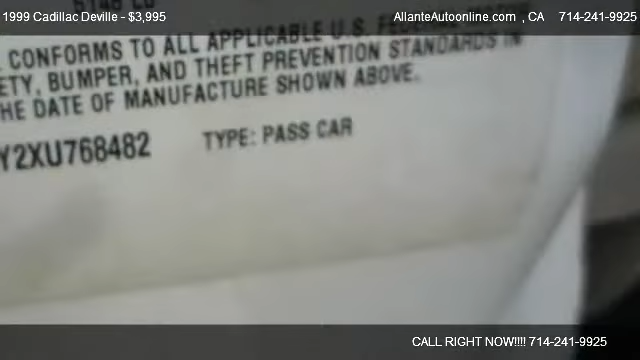 1999 Cadillac Deville - $3,995
AllanteAutoonline.com , CA 714-241-9925
CONFORMS TO ALL APPLICABLE U.S.
ETY, BUMPER, AND THEFT PREVENTION STANDARDS IN
HE DATE OF MANUFACTURE SHOWN ABOVE.
Y2XU768482 TYPE: PASS CAR
CALL RIGHT NOW!!!! 714-241-9925